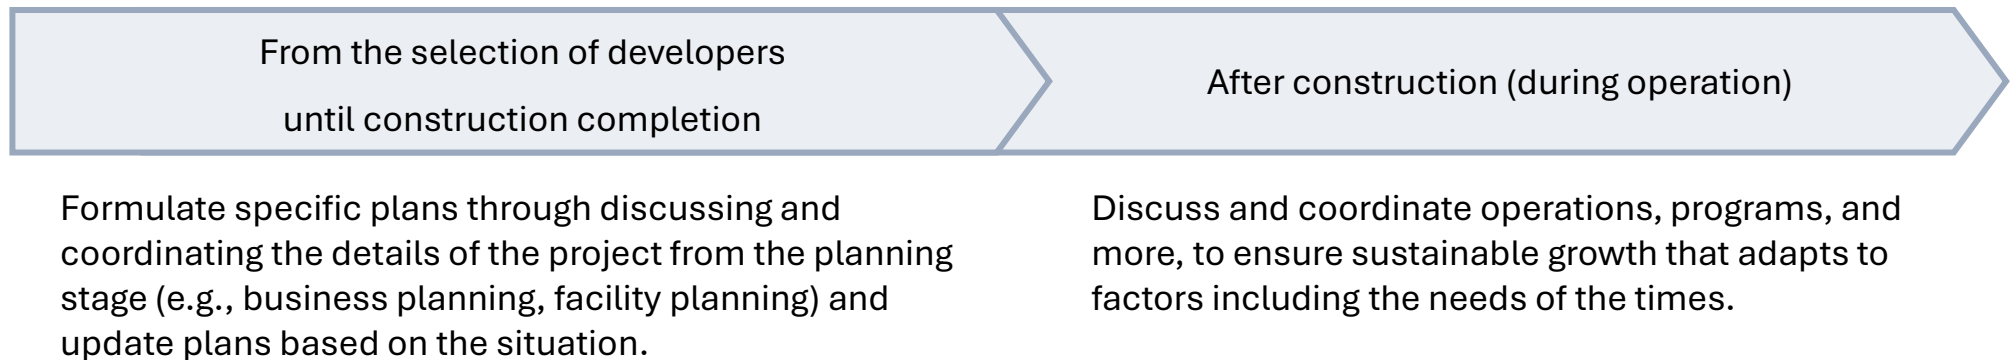 From the selection of developers
until construction completion
After construction (during operation)
Formulate specific plans through discussing and
coordinating the details of the project from the planning
stage (e.g., business planning, facility planning) and
update plans based on the situation.
Discuss and coordinate operations, programs, and
more, to ensure sustainable growth that adapts to
factors including the needs of the times.